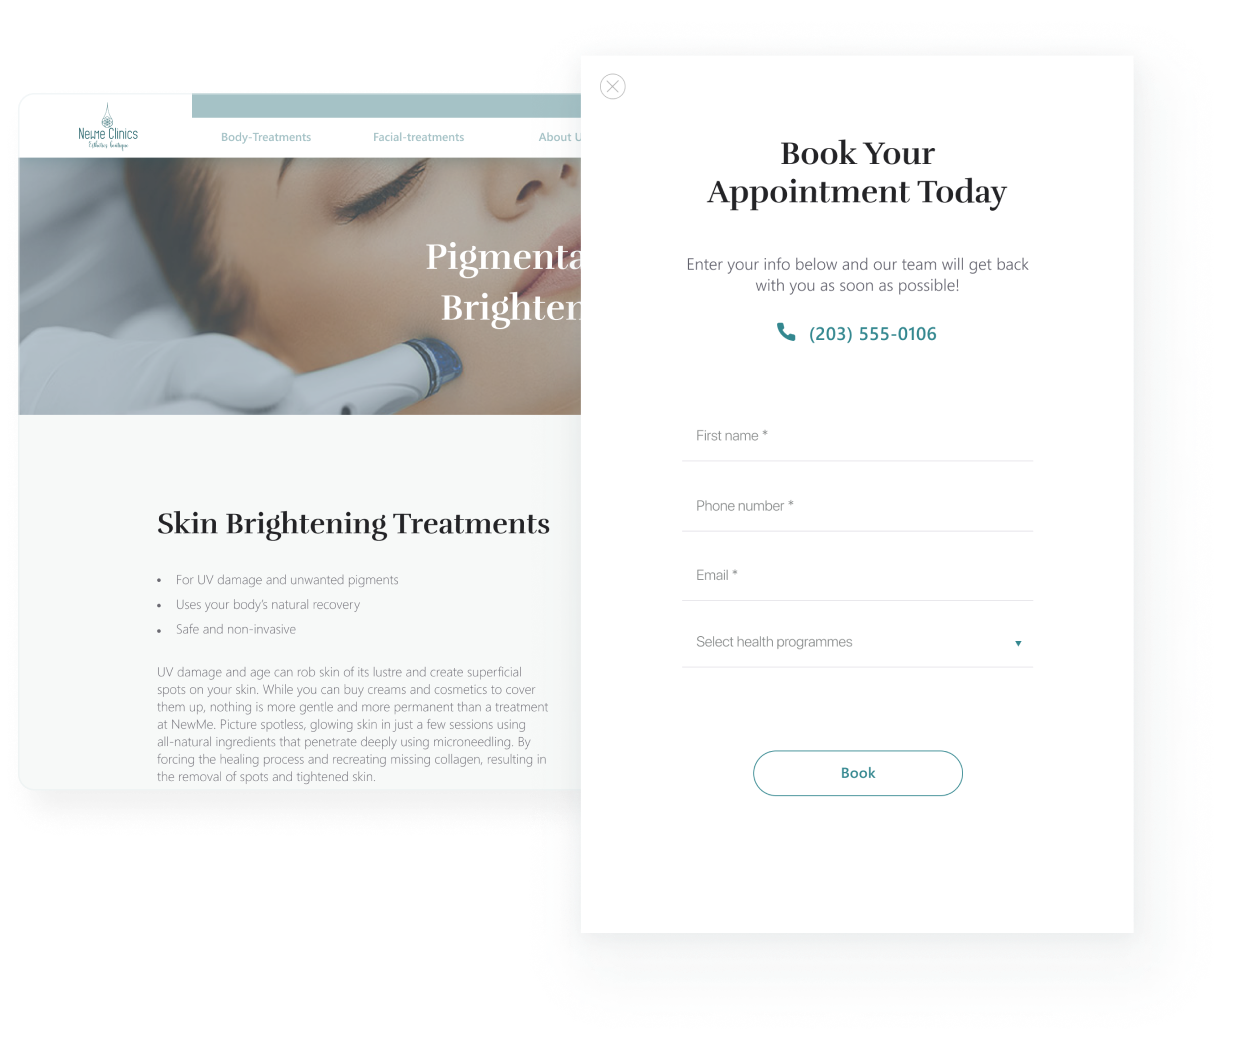 NewMe Clinics
Esthetics boutique
Body-Treatments
Facial-treatments
About U
Pigmenta
Brighten
Skin Brightening Treatments
• For UV damage and unwanted pigments
• Uses your body's natural recovery
• Safe and non-invasive
UV damage and age can rob skin of its lustre and create superficial
spots on your skin. While you can buy creams and cosmetics to cover
them up, nothing is more gentle and more permanent than a treatment
at NewMe. Picture spotless, glowing skin in just a few sessions using
all-natural ingredients that penetrate deeply using microneedling. By
forcing the healing process and recreating missing collagen, resulting in
the removal of spots and tightened skin.
Book Your
Appointment Today
Enter your info below and our team will get back
with you as soon as possible!
(203) 555-0106
First name *
Phone number *
Email *
Select health programmes
Book